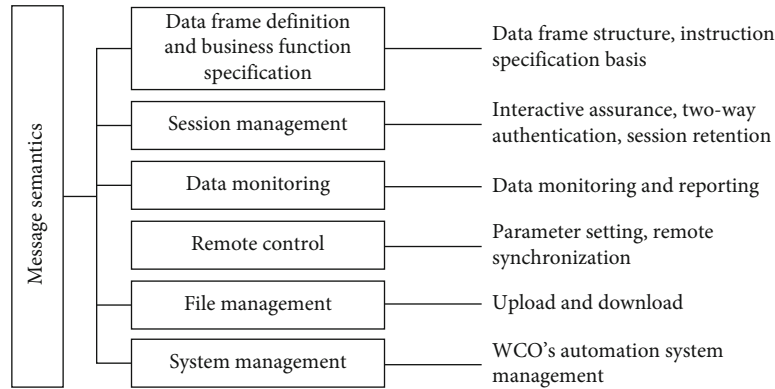 Message semantics
Data frame definition
and business function
specification
Data frame structure, instruction
specification basis
Session management
Interactive assurance, two-way
authentication, session retention
Data monitoring
Data monitoring and reporting
Remote control
Parameter setting, remote
synchronization
File management
Upload and download
System management
WCO's automation system
management